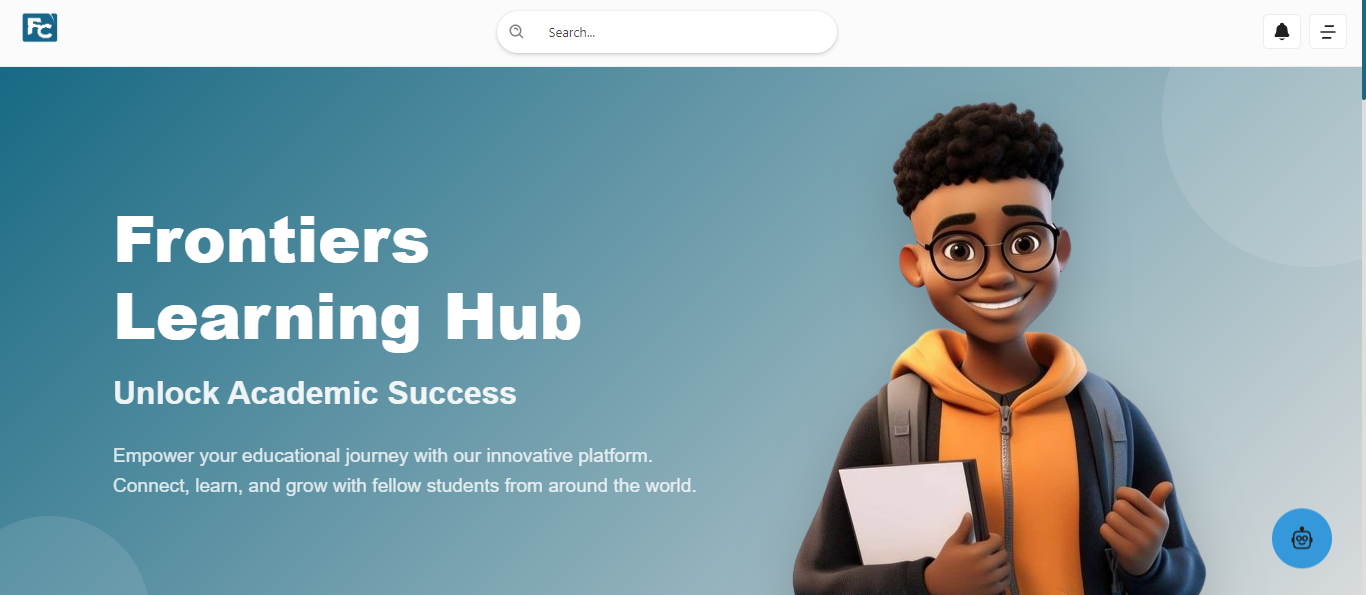 FC
Search...
Frontiers
Learning Hub
Unlock Academic Success
Empower your educational journey with our innovative platform.
Connect, learn, and grow with fellow students from around the world.